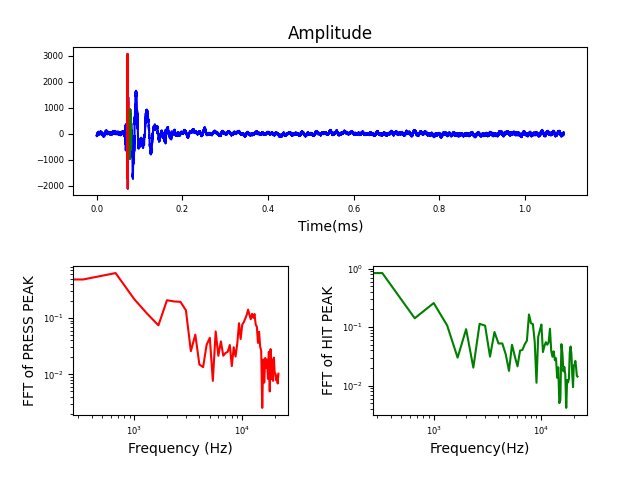 Amplitude
3000
2000
1000
0
−1000
−2000
0.0 0.2 0.4 0.6 0.8 1.0
Time(ms)
FFT of PRESS PEAK
10⁻¹
10⁻²
10³ 10⁴
Frequency (Hz)
FFT of HIT PEAK
10⁰
10⁻¹
10⁻²
10³ 10⁴
Frequency(Hz)